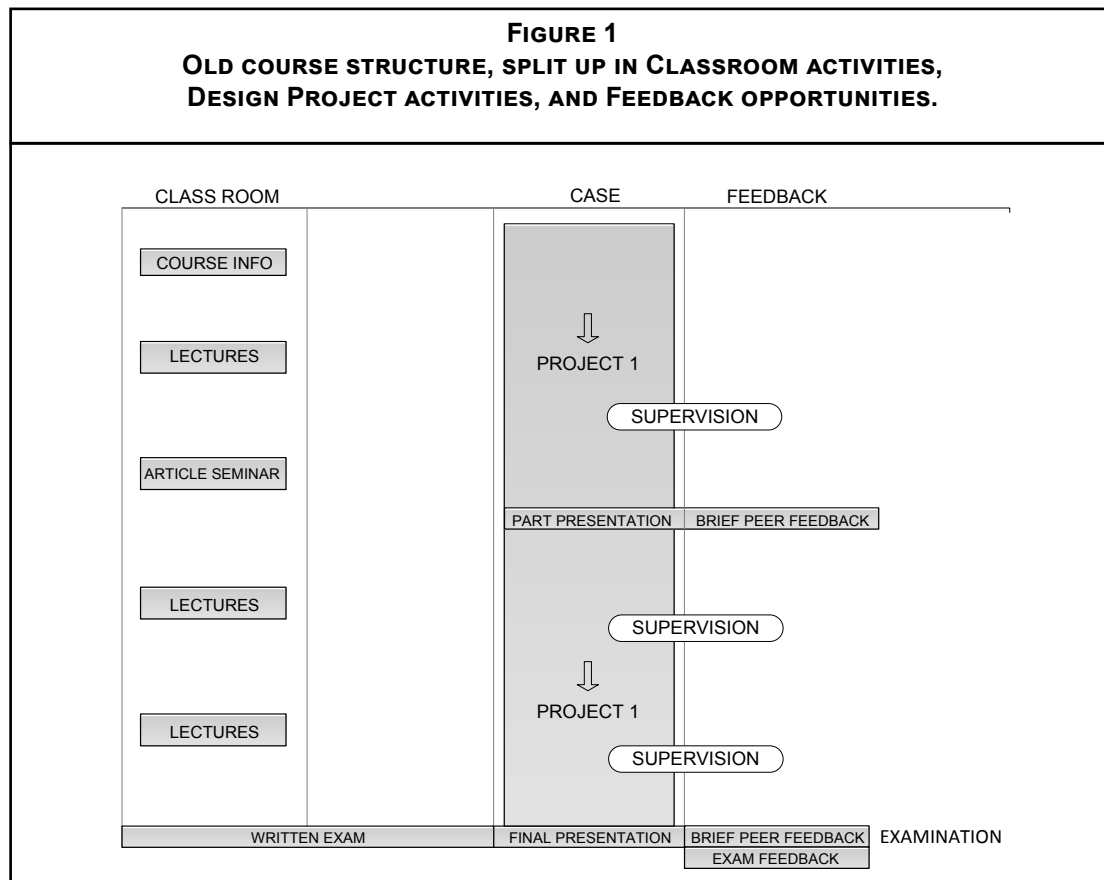 FIGURE 1
OLD COURSE STRUCTURE, SPLIT UP IN CLASSROOM ACTIVITIES,
DESIGN PROJECT ACTIVITIES, AND FEEDBACK OPPORTUNITIES.
CLASS ROOM
CASE
FEEDBACK
COURSE INFO
LECTURES
PROJECT 1
SUPERVISION
ARTICLE SEMINAR
PART PRESENTATION
BRIEF PEER FEEDBACK
LECTURES
SUPERVISION
PROJECT 1
LECTURES
SUPERVISION
WRITTEN EXAM
FINAL PRESENTATION
BRIEF PEER FEEDBACK
EXAMINATION
EXAM FEEDBACK